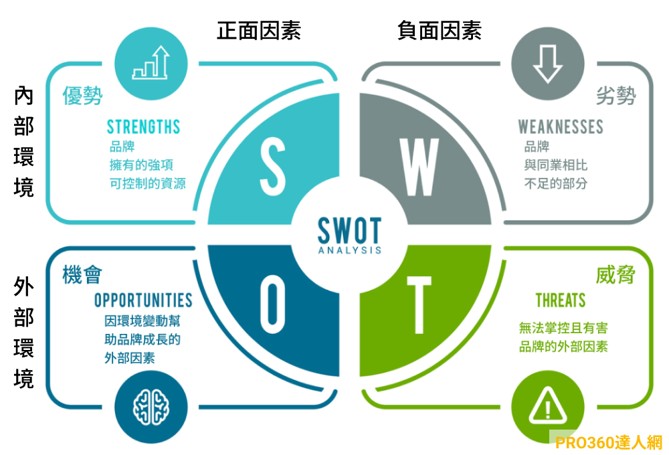 正面因素
負面因素
內部環境
優勢
STRENGTHS
品牌
擁有的強項
可控制的資源
S
W
劣勢
WEAKNESSES
品牌
與同業相比
不足的部分
SWOT
ANALYSIS
外部環境
機會
OPPORTUNITIES
因環境變動幫
助品牌成長的
外部因素
O
T
威脅
THREATS
無法掌控且有害
品牌的外部因素
PRO360達人網